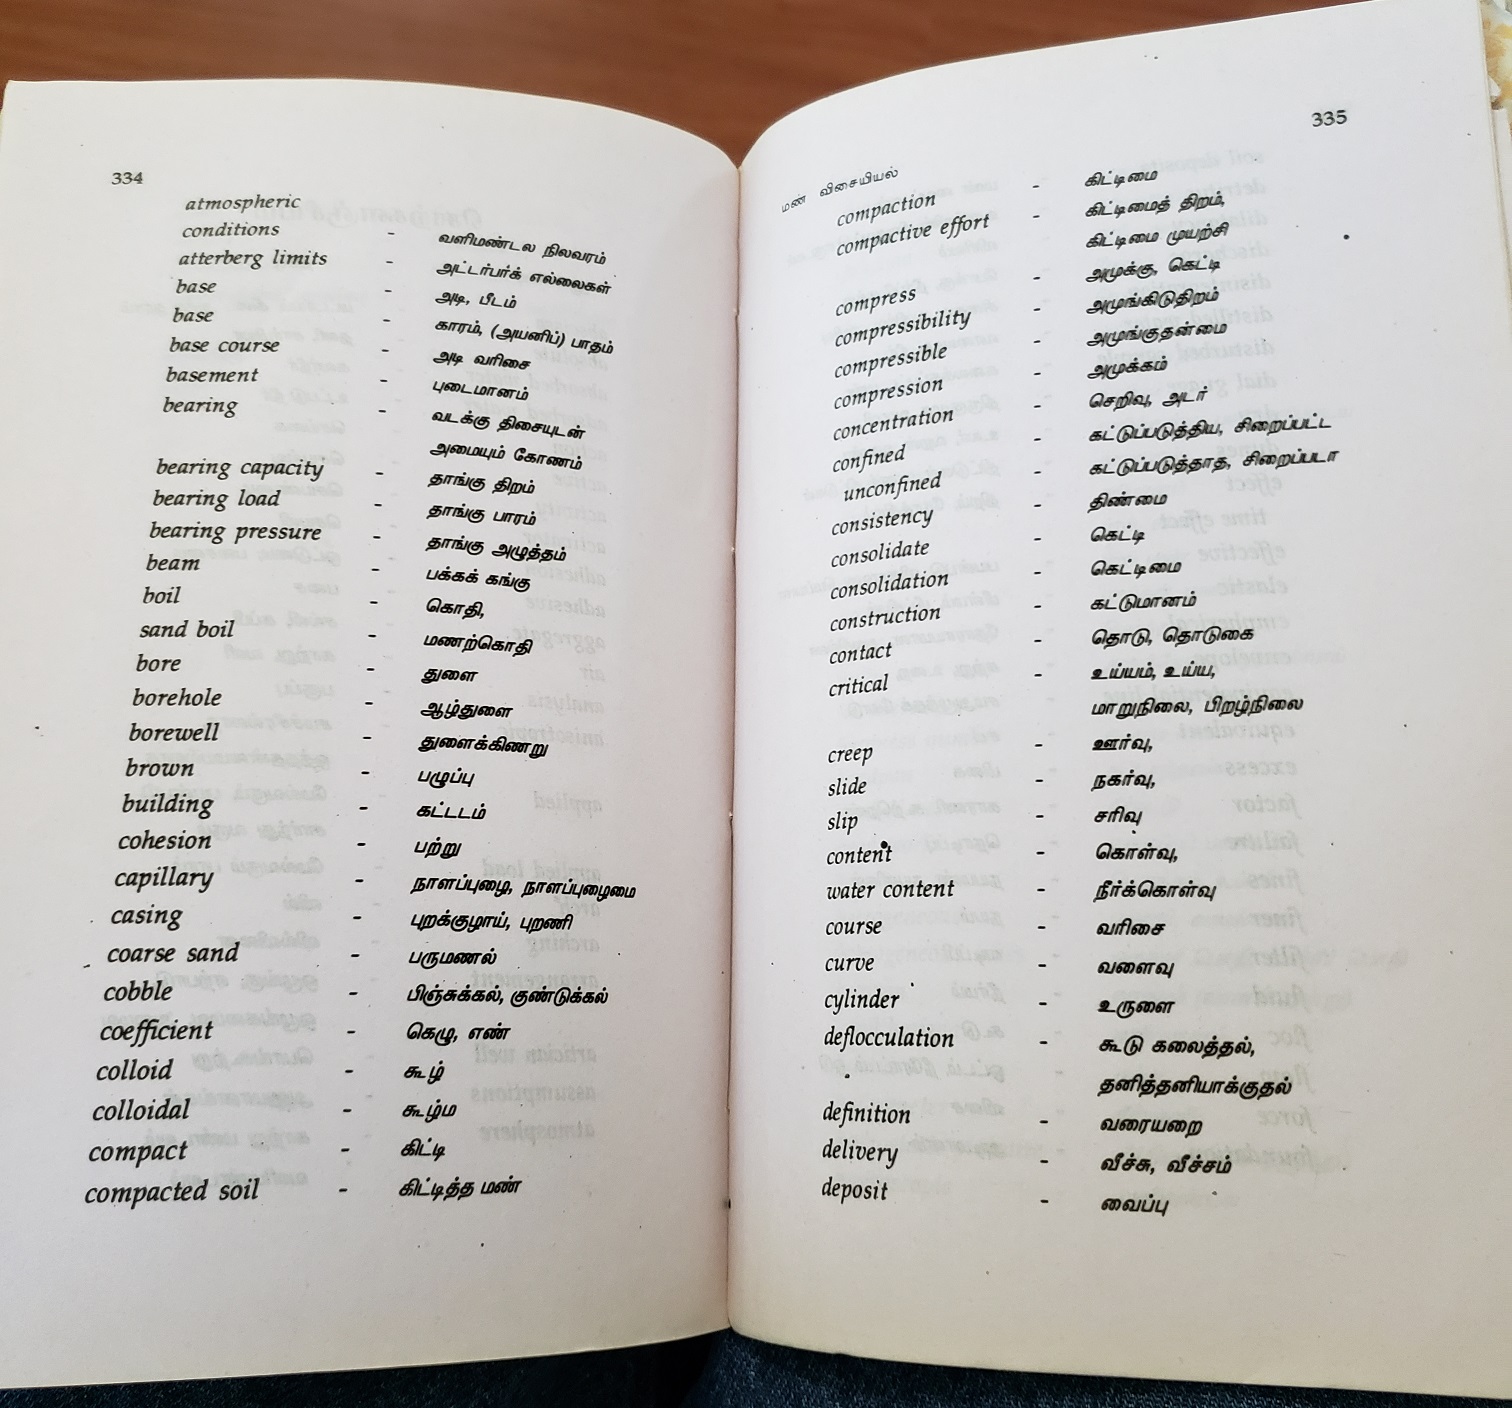 334
atmospheric
conditions - வளிமண்டல நிலவரம்
atterberg limits - அட்டர்பர்க் எல்லைகள்
base - அடி, பீடம்
base - காரம், (அயனிப்) பாதம்
base course - அடி வரிசை
basement - புடைமானம்
bearing - வடக்கு திசையுடன்
அமையும் கோணம்
bearing capacity - தாங்கு திறம்
bearing load - தாங்கு பாரம்
bearing pressure - தாங்கு அழுத்தம்
beam - பக்கக் கங்கு
boil - கொதி,
sand boil - மணற்கொதி
bore - துளை
borehole - ஆழ்துளை
borewell - துளைக்கிணறு
brown - பழுப்பு
building - கட்டடம்
cohesion - பற்று
capillary - நாளப்புழை, நாளப்புழைமை
casing - புறக்குழாய், புறணி
coarse sand - பருமணல்
cobble - பிஞ்சுக்கல், குண்டுக்கல்
coefficient - கெழு, எண்
colloid - கூழ்
colloidal - கூழ்ம
compact - கிட்டி
compacted soil - கிட்டித்த மண்
மண் விசையியல் 335
compaction - கிட்டிமை
compactive effort - கிட்டிமைத் திறம்,
கிட்டிமை முயற்சி
compress - அமுக்கு, கெட்டி
compressibility - அமுங்கிடுதிறம்
compressible - அமுங்குதன்மை
compression - அமுக்கம்
concentration - செறிவு, அடர்
confined - கட்டுப்படுத்திய, சிறைப்பட்ட
unconfined - கட்டுப்படுத்தாத, சிறைப்படா
consistency - திண்மை
consolidate - கெட்டி
consolidation - கெட்டிமை
construction - கட்டுமானம்
contact - தொடு, தொடுகை
critical - உய்யம், உய்ய,
மாறுநிலை, பிறழ்நிலை
creep - ஊர்வு,
slide - நகர்வு,
slip - சரிவு
content - கொள்வு,
water content - நீர்க்கொள்வு
course - வரிசை
curve - வளைவு
cylinder - உருளை
deflocculation - கூடு கலைத்தல்,
தனித்தனியாக்குதல்
definition - வரையறை
delivery - வீச்சு, வீச்சம்
deposit - வைப்பு